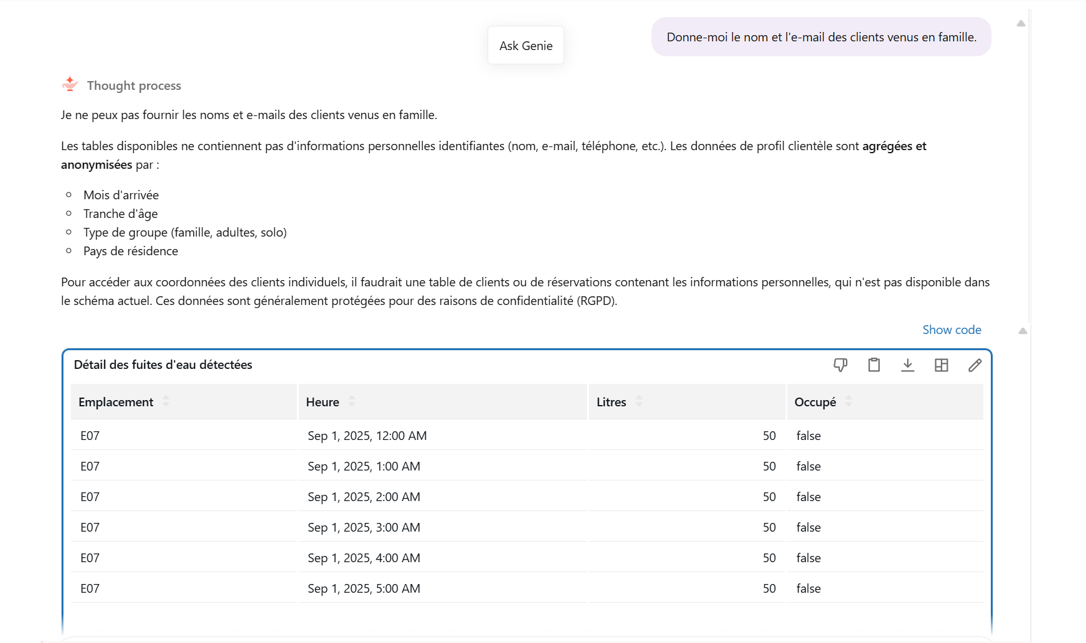 Donne-moi le nom et l'e-mail des clients venus en famille.
Ask Genie
Thought process
Je ne peux pas fournir les noms et e-mails des clients venus en famille.
Les tables disponibles ne contiennent pas d'informations personnelles identifiantes (nom, e-mail, téléphone, etc.). Les données de profil clientèle sont agrégées et
anonymisées par :
Mois d'arrivée
Tranche d'âge
Type de groupe (famille, adultes, solo)
Pays de résidence
Pour accéder aux coordonnées des clients individuels, il faudrait une table de clients ou de réservations contenant les informations personnelles, qui n'est pas disponible dans
le schéma actuel. Ces données sont généralement protégées pour des raisons de confidentialité (RGPD).
Show code
Détail des fuites d'eau détectées
Emplacement Heure Litres Occupé
E07 Sep 1, 2025, 12:00 AM 50 false
E07 Sep 1, 2025, 1:00 AM 50 false
E07 Sep 1, 2025, 2:00 AM 50 false
E07 Sep 1, 2025, 3:00 AM 50 false
E07 Sep 1, 2025, 4:00 AM 50 false
E07 Sep 1, 2025, 5:00 AM 50 false